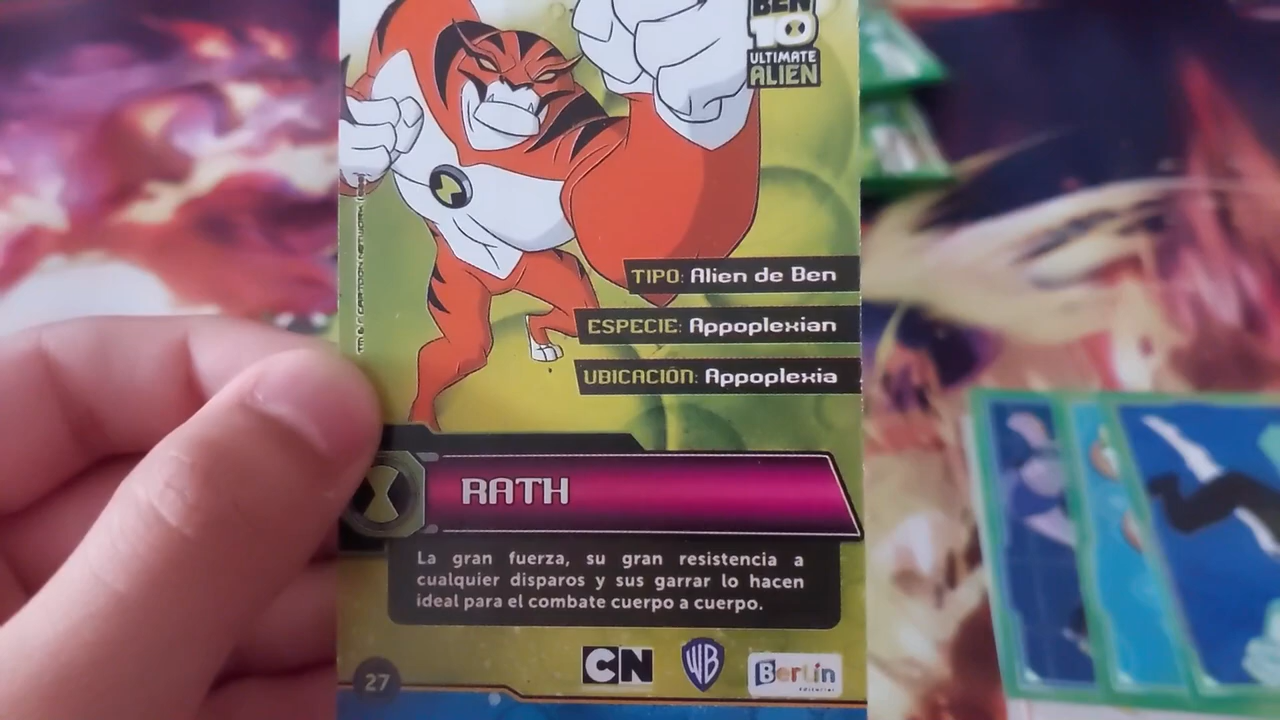 BEN
10
ULTIMATE
ALIEN
TIPO: Alien de Ben
ESPECIE: Appoplexian
UBICACIÓN: Appoplexia
RATH
La gran fuerza, su gran resistencia a
cualquier disparos y sus garrar lo hacen
ideal para el combate cuerpo a cuerpo.
27
CN
WB
Berlín